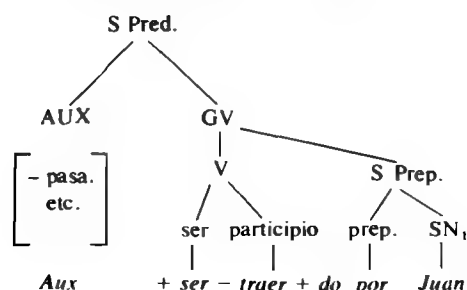 S Pred.
AUX GV
- pasa.
etc.
V S Prep.
ser participio prep. SN₁
Aux + ser - traer + do por Juan